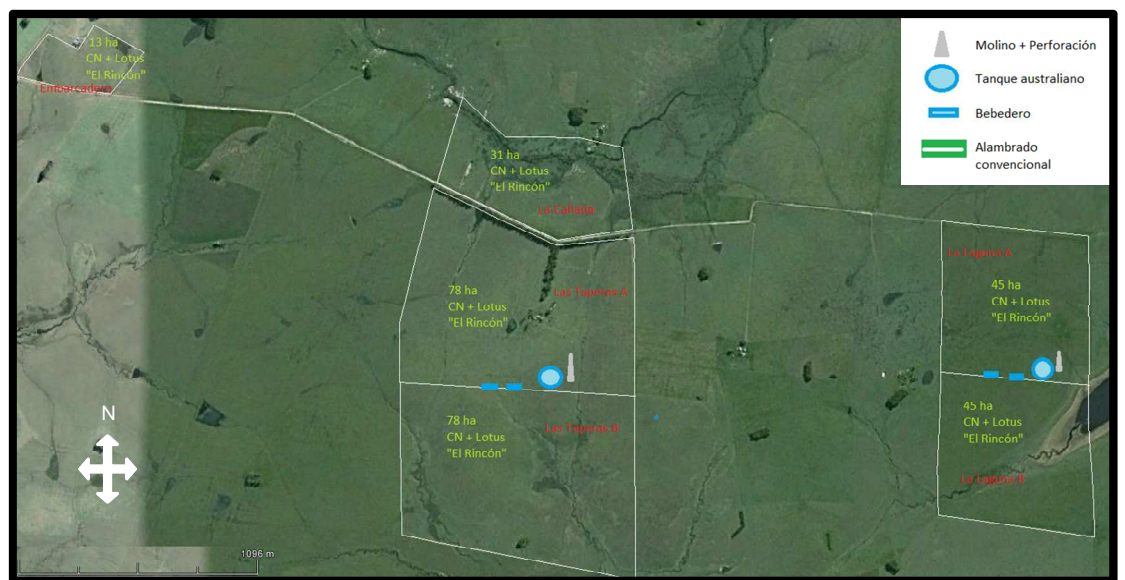 13 ha
CN + Lotus
"El Rincón"
Embarcadero
31 ha
CN + Lotus
"El Rincón"
La Cañada
78 ha
CN + Lotus
"El Rincón"
Las Taperas A
78 ha
CN + Lotus
"El Rincón"
Las Taperas B
La Laguna A
45 ha
CN + Lotus
"El Rincón"
45 ha
CN + Lotus
"El Rincón"
La Laguna B
Molino + Perforación
Tanque australiano
Bebedero
Alambrado
convencional
N
1096 m